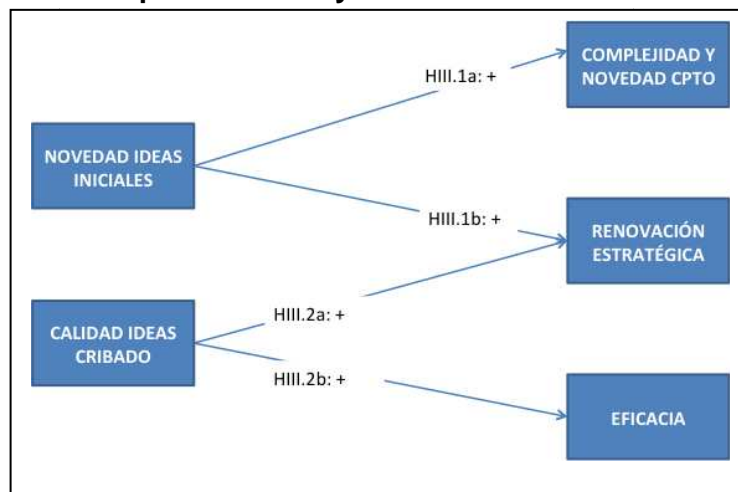 COMPLEJIDAD Y
NOVEDAD CPTO
HIII.1a: +
NOVEDAD IDEAS
INICIALES
HIII.1b: +
RENOVACIÓN
ESTRATÉGICA
HIII.2a: +
CALIDAD IDEAS
CRIBADO
HIII.2b: +
EFICACIA